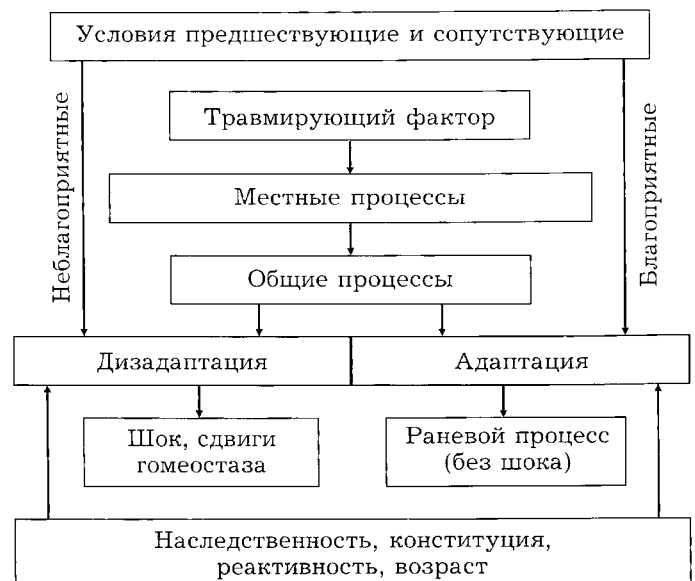 Условия предшествующие и сопутствующие
Неблагоприятные
Травмирующий фактор
Благоприятные
Местные процессы
Общие процессы
Дизадаптация
Адаптация
Шок, сдвиги
гомеостаза
Раневой процесс
(без шока)
Наследственность, конституция,
реактивность, возраст